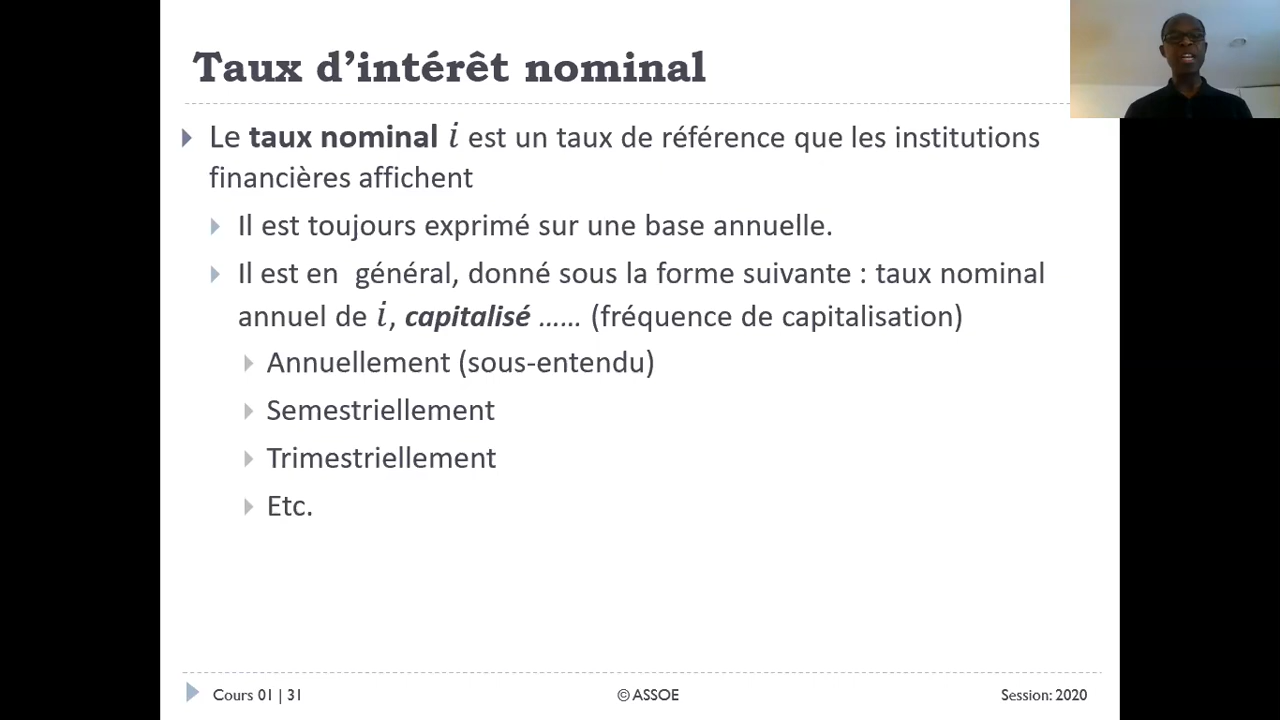 Taux d’intérêt nominal
Le taux nominal i est un taux de référence que les institutions
financières affichent
Il est toujours exprimé sur une base annuelle.
Il est en général, donné sous la forme suivante : taux nominal
annuel de i, capitalisé …… (fréquence de capitalisation)
Annuellement (sous-entendu)
Semestriellement
Trimestriellement
Etc.
Cours 01 | 31
© ASSOE
Session: 2020